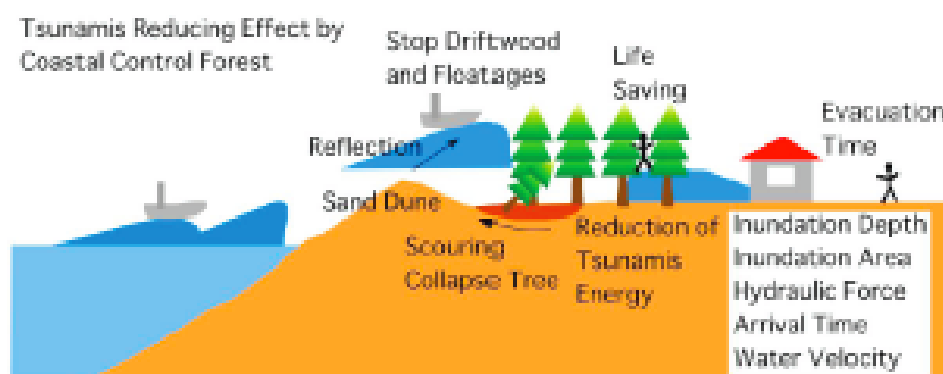 Tsunamis Reducing Effect by
Coastal Control Forest
Stop Driftwood
and Floatages
Life
Saving
Evacuation
Time
Reflection
Sand Dune
Scouring
Collapse Tree
Reduction of
Tsunamis
Energy
Inundation Depth
Inundation Area
Hydraulic Force
Arrival Time
Water Velocity